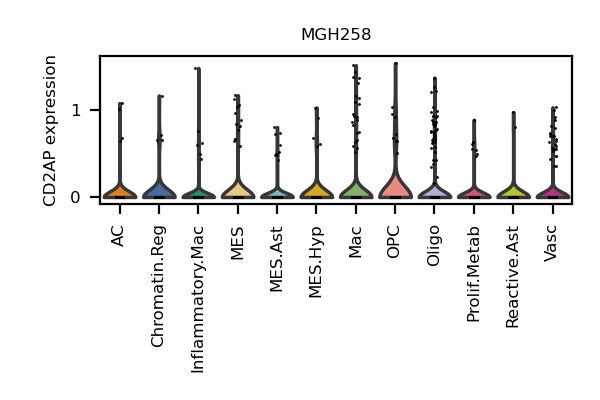 MGH258
CD2AP expression
1
0
AC
Chromatin.Reg
Inflammatory.Mac
MES
MES.Ast
MES.Hyp
Mac
OPC
Oligo
Prolif.Metab
Reactive.Ast
Vasc